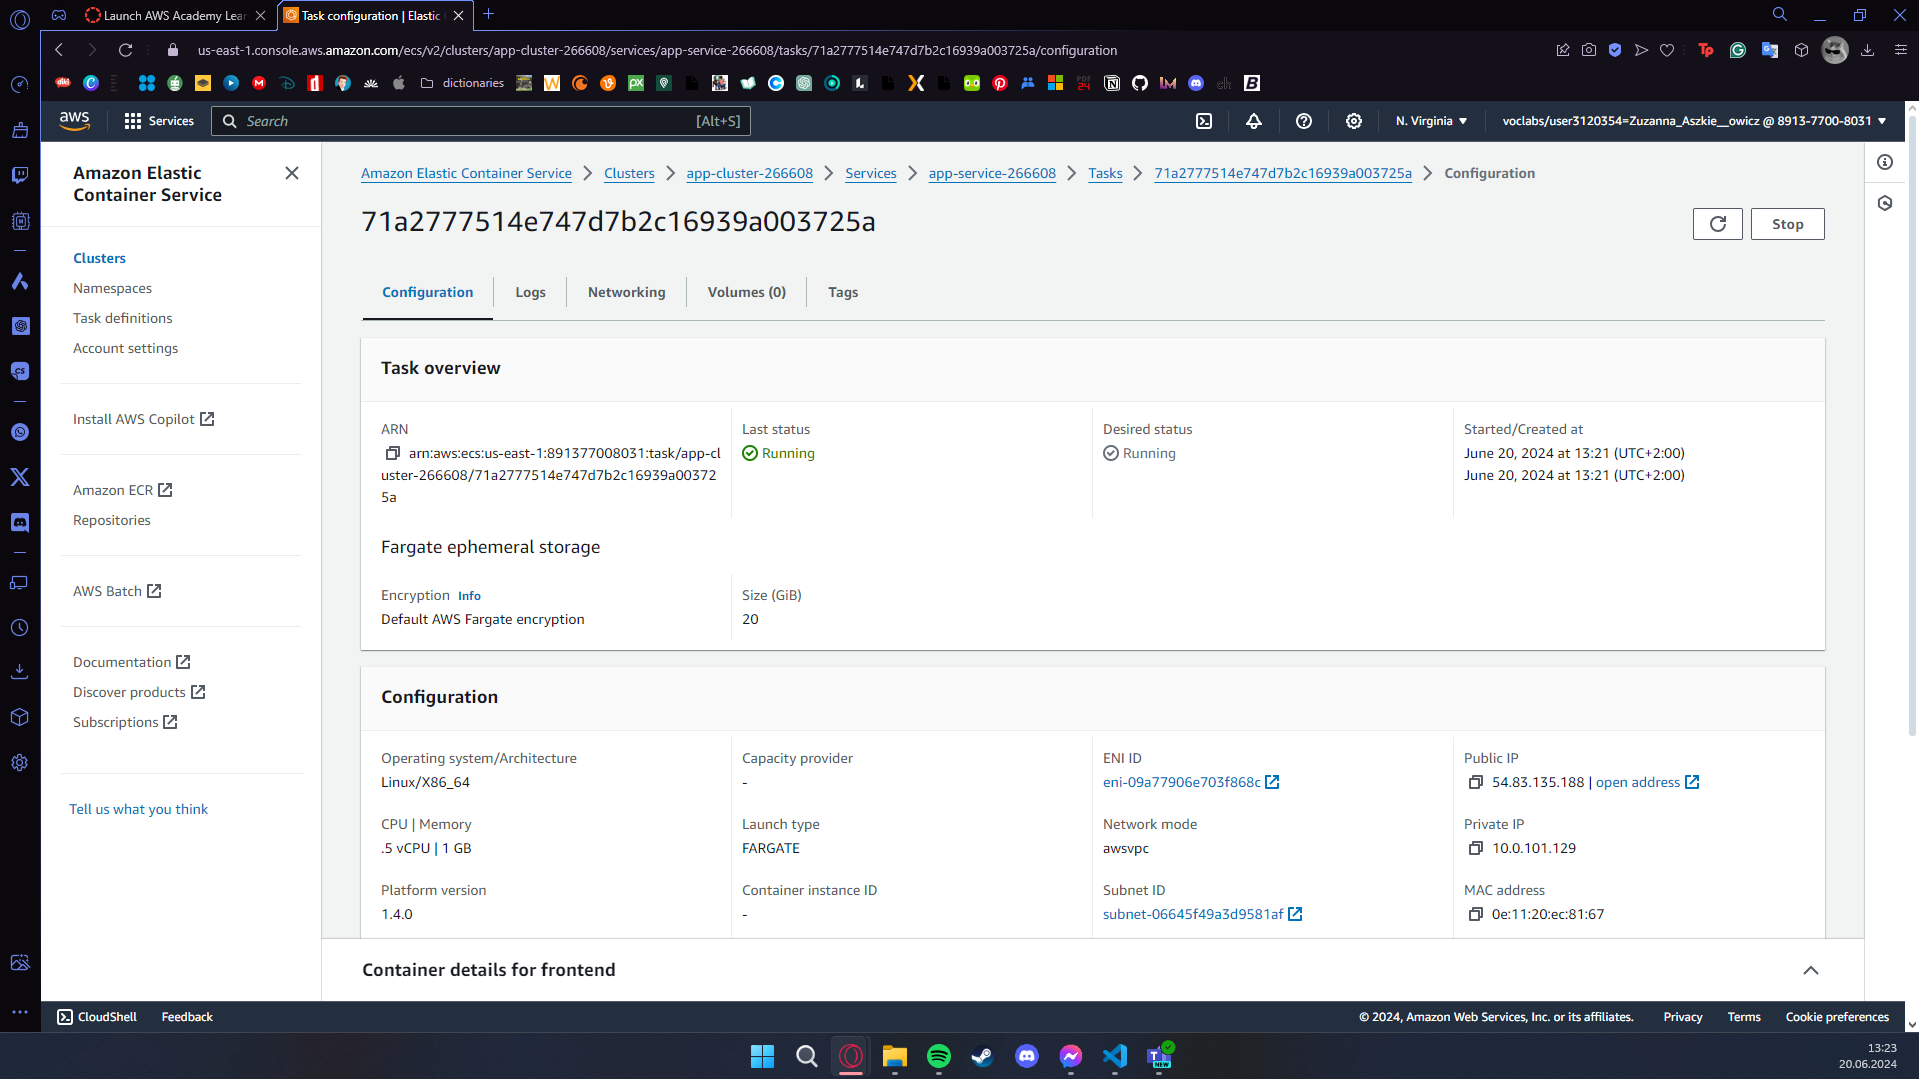 Launch AWS Academy Lear
Task configuration | Elastic
us-east-1.console.aws.amazon.com/ecs/v2/clusters/app-cluster-266608/services/app-service-266608/tasks/71a2777514e747d7b2c16939a003725a/configuration
dictionaries
aws
Services
Search
[Alt+S]
N. Virginia
voclabs/user3120354=Zuzanna_Aszkie__owicz @ 8913-7700-8031
Amazon Elastic
Container Service
Clusters
Namespaces
Task definitions
Account settings
Install AWS Copilot
Amazon ECR
Repositories
AWS Batch
Documentation
Discover products
Subscriptions
Tell us what you think
Amazon Elastic Container Service
Clusters
app-cluster-266608
Services
app-service-266608
Tasks
71a2777514e747d7b2c16939a003725a
Configuration
71a2777514e747d7b2c16939a003725a
Stop
Configuration
Logs
Networking
Volumes (0)
Tags
Task overview
ARN
arn:aws:ecs:us-east-1:891377008031:task/app-cl
uster-266608/71a2777514e747d7b2c16939a00372
5a
Last status
Running
Desired status
Running
Started/Created at
June 20, 2024 at 13:21 (UTC+2:00)
June 20, 2024 at 13:21 (UTC+2:00)
Fargate ephemeral storage
Encryption Info
Default AWS Fargate encryption
Size (GiB)
20
Configuration
Operating system/Architecture
Linux/X86_64
Capacity provider
-
ENI ID
eni-09a77906e703f868c
Public IP
54.83.135.188 | open address
CPU | Memory
.5 vCPU | 1 GB
Launch type
FARGATE
Network mode
awsvpc
Private IP
10.0.101.129
Platform version
1.4.0
Container instance ID
-
Subnet ID
subnet-06645f49a3d9581af
MAC address
0e:11:20:ec:81:67
Container details for frontend
CloudShell
Feedback
© 2024, Amazon Web Services, Inc. or its affiliates.
Privacy
Terms
Cookie preferences
13:23
20.06.2024